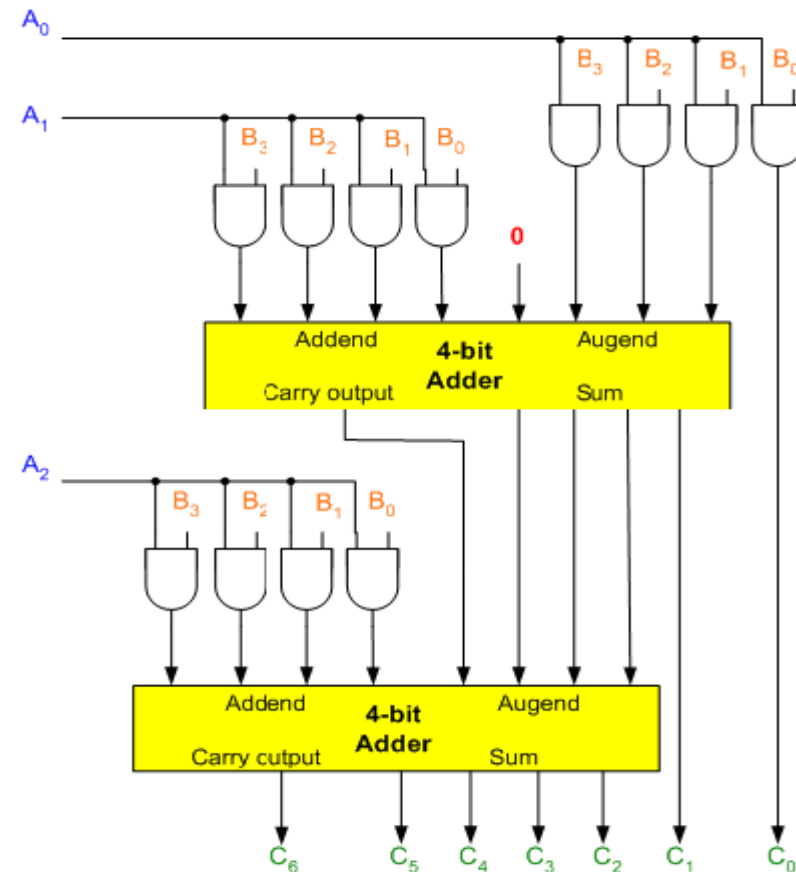 A₀
B₃ B₂ B₁ B₀
A₁
B₃ B₂ B₁ B₀
0
Addend 4-bit Adder Augend
Carry output Sum
A₂
B₃ B₂ B₁ B₀
Addend 4-bit Adder Augend
Carry cutput Sum
C₆ C₅ C₄ C₃ C₂ C₁ C₀